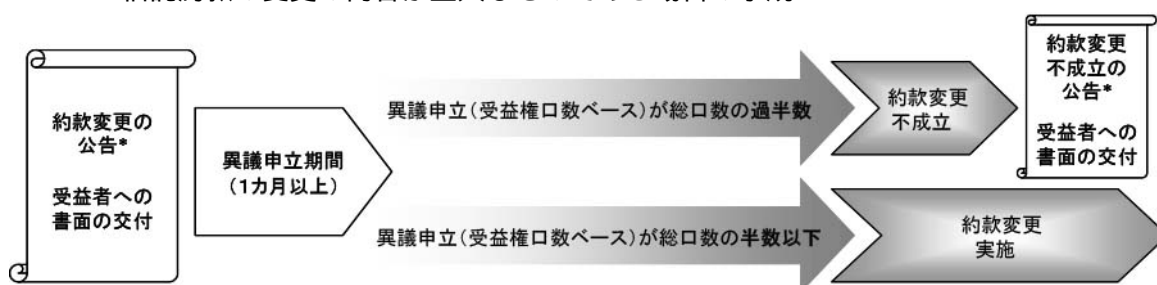 約款変更の
公告*
受益者への
書面の交付
異議申立期間
（1カ月以上）
異議申立（受益権口数ベース）が総口数の過半数
約款変更
不成立
約款変更
不成立の
公告*
受益者への
書面の交付
異議申立（受益権口数ベース）が総口数の半数以下
約款変更
実施